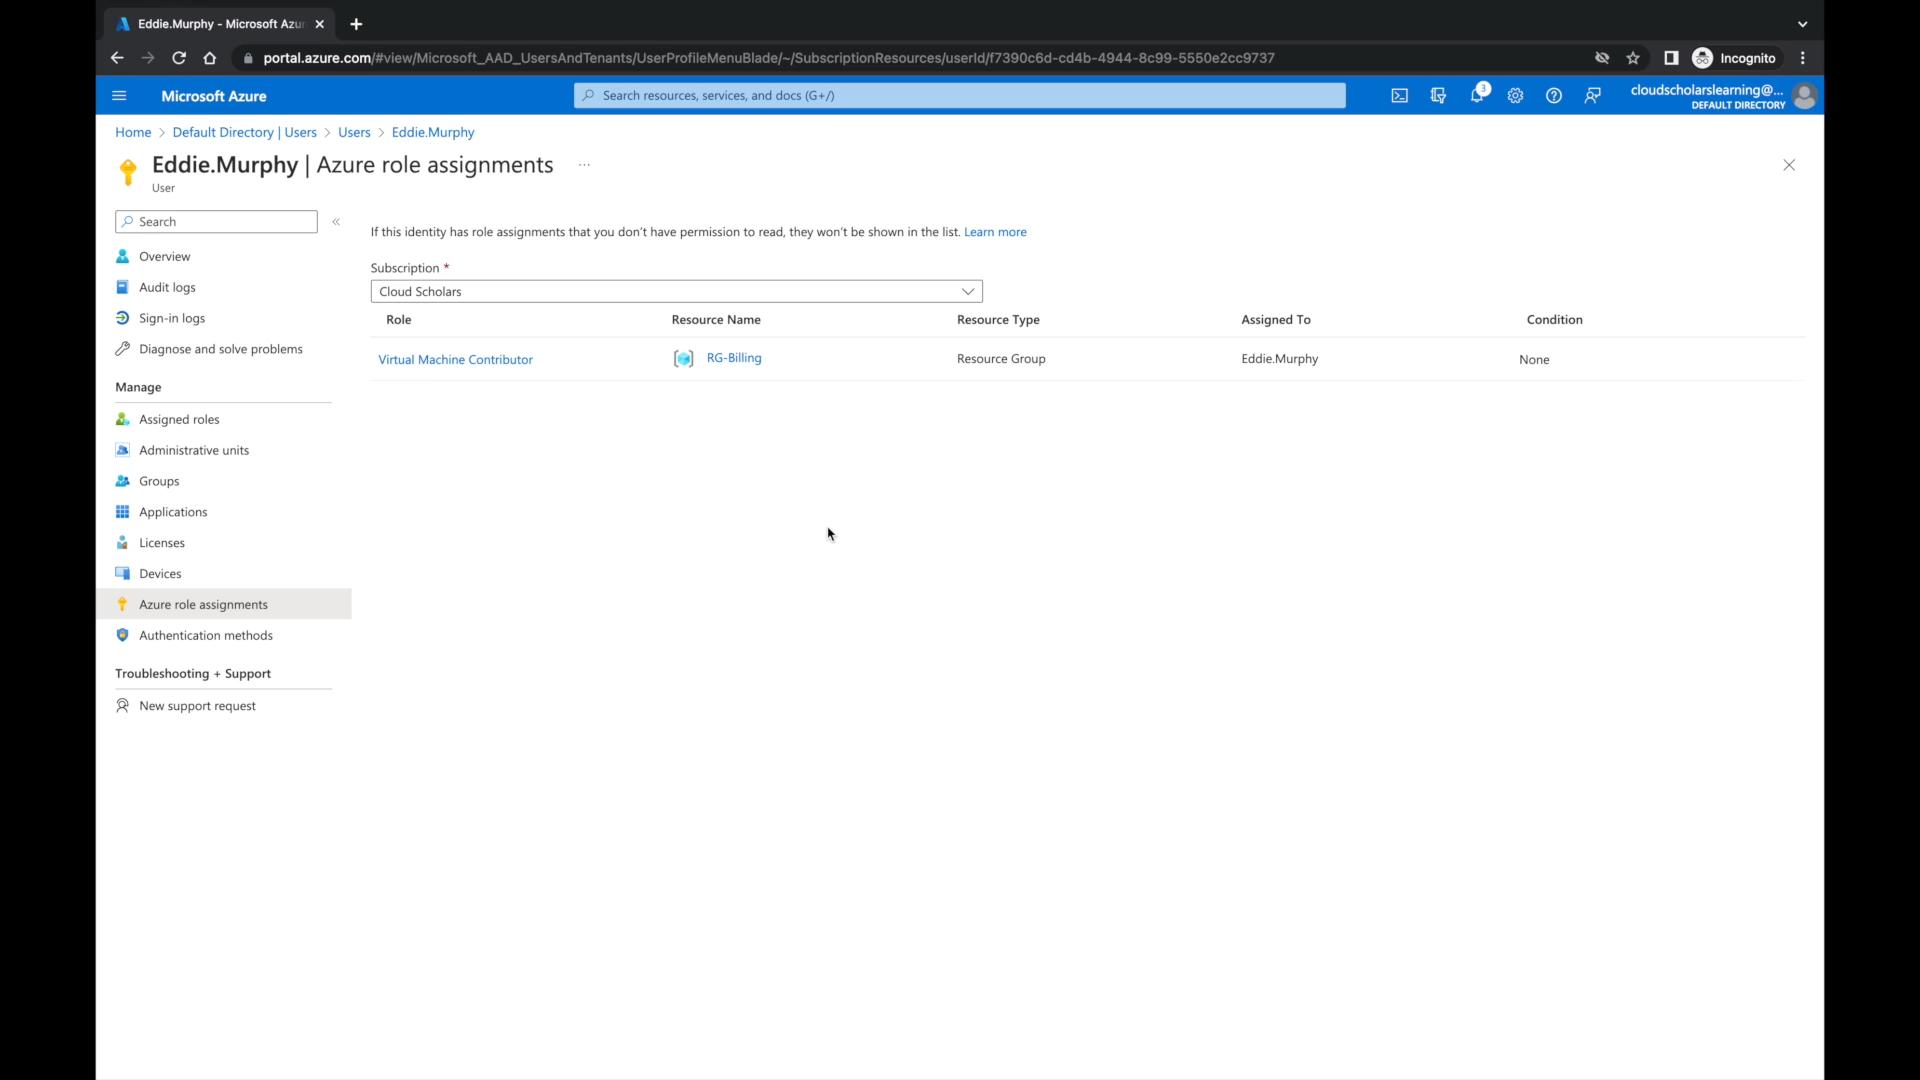 Eddie.Murphy - Microsoft Azur
portal.azure.com/#view/Microsoft_AAD_UsersAndTenants/UserProfileMenuBlade/~/SubscriptionResources/userId/f7390c6d-cd4b-4944-8c99-5550e2cc9737
Incognito
Microsoft Azure
Search resources, services, and docs (G+/)
3
cloudscholarslearning@...
DEFAULT DIRECTORY
Home > Default Directory | Users > Users > Eddie.Murphy
Eddie.Murphy | Azure role assignments ...
User
Search
«
Overview
Audit logs
Sign-in logs
Diagnose and solve problems
Manage
Assigned roles
Administrative units
Groups
Applications
Licenses
Devices
Azure role assignments
Authentication methods
Troubleshooting + Support
New support request
If this identity has role assignments that you don't have permission to read, they won't be shown in the list. Learn more
Subscription *
Cloud Scholars
Role Resource Name Resource Type Assigned To Condition
Virtual Machine Contributor RG-Billing Resource Group Eddie.Murphy None